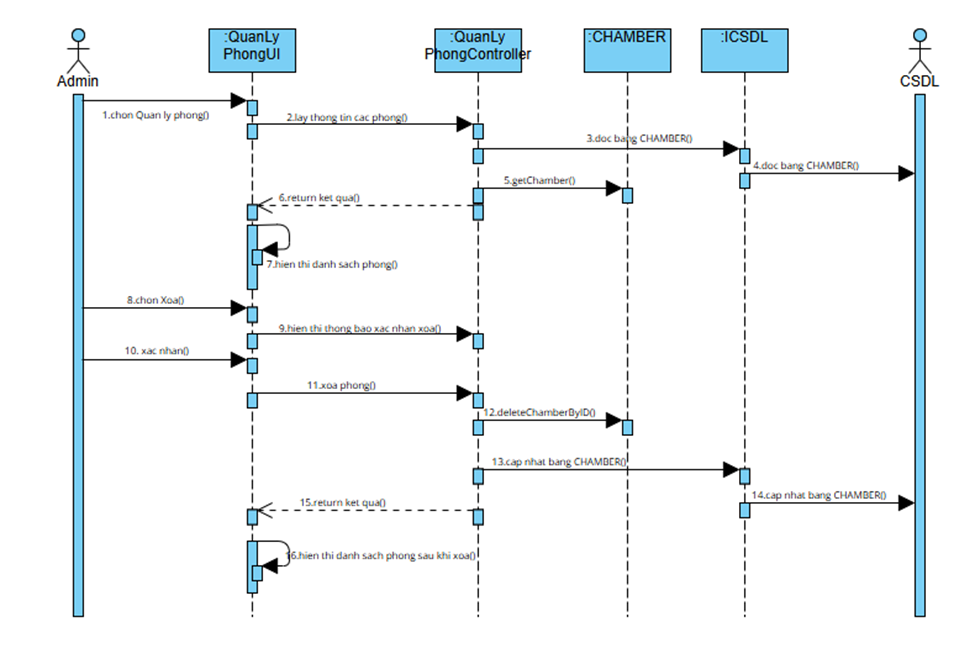 :QuanLy
PhongUI
:QuanLy
PhongController
:CHAMBER
:ICSDL
Admin
CSDL
1.chon Quan ly phong()
2.lay thong tin cac phong()
3.doc bang CHAMBER()
4.doc bang CHAMBER()
5.getChamber()
6.return ket qua()
7.hien thi danh sach phong()
8.chon Xoa()
9.hien thi thong bao xac nhan xoa()
10. xac nhan()
11.xoa phong()
12.deleteChamberByID()
13.cap nhat bang CHAMBER()
14.cap nhat bang CHAMBER()
15.return ket qua()
16.hien thi danh sach phong sau khi xoa()